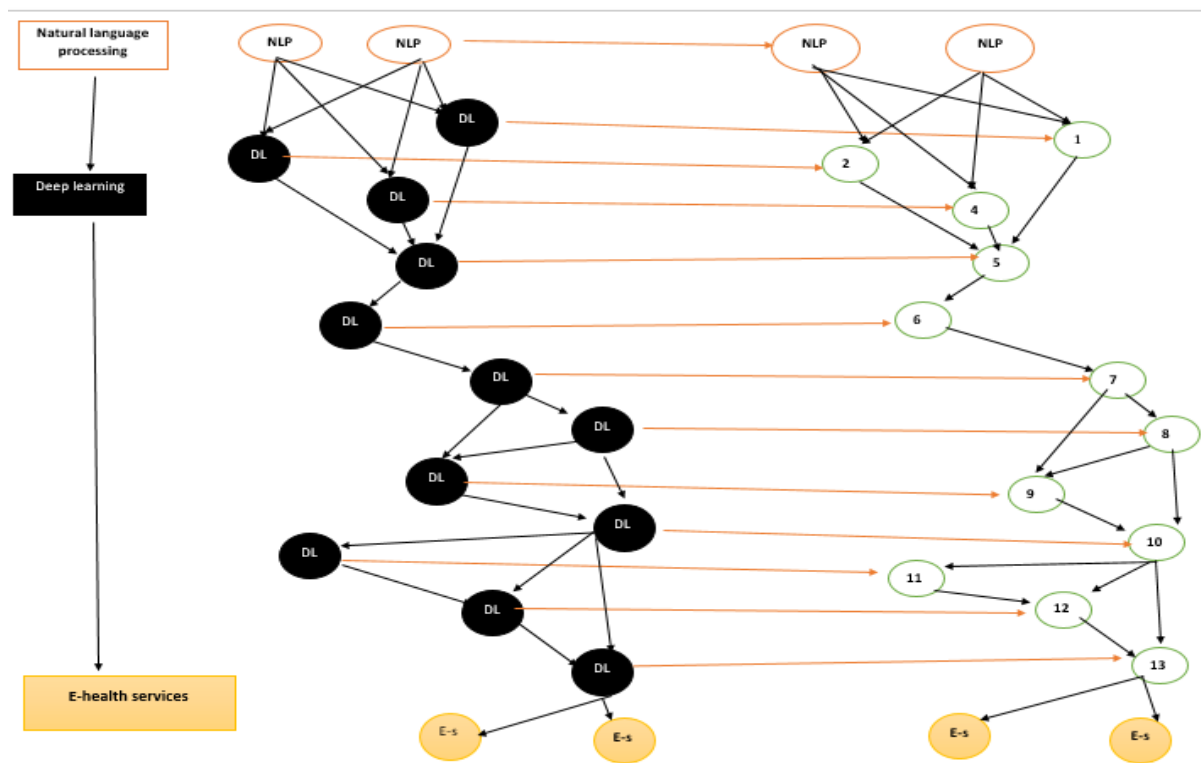 Natural language
processing
NLP
NLP
NLP
NLP
DL
1
DL
2
Deep learning
DL
4
DL
5
DL
6
DL
7
DL
8
DL
9
DL
10
DL
11
DL
12
DL
13
E-health services
E-s
E-s
E-s
E-s